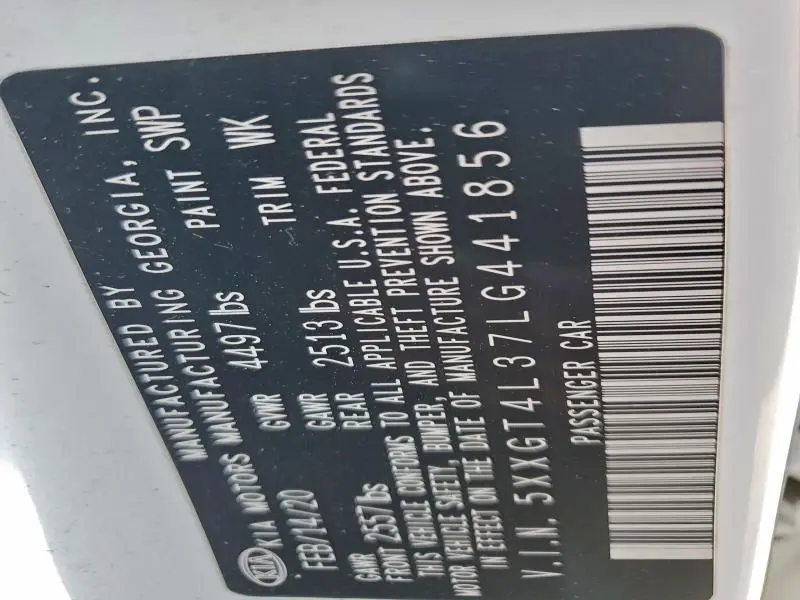 MANUFACTURED BY
MANUFACTURING GEORGIA, INC.
KIA KIA MOTORS MANUFACTURING PAINT SWP
FEB/14/20 GVWR 4497lbs TRIM WK
GAWR GAWR
FRONT 2557lbs REAR 2513lbs
THIS VEHICLE CONFORMS TO ALL APPLICABLE U.S.A. FEDERAL
MOTOR VEHICLE SAFETY, BUMPER, AND THEFT PREVENTION STANDARDS
IN EFFECT ON THE DATE OF MANUFACTURE SHOWN ABOVE.
V.I.N. 5XXGT4L37LG441856
PASSENGER CAR